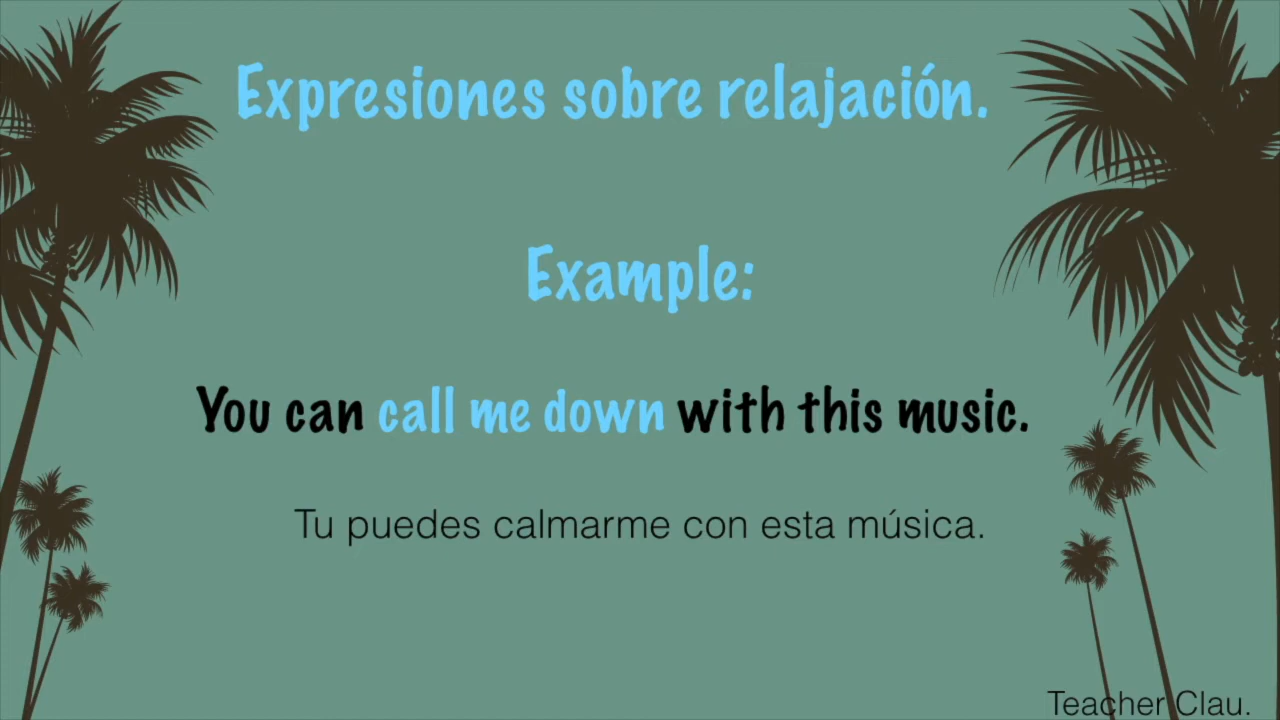 Expresiones sobre relajación.
Example:
You can call me down with this music.
Tu puedes calmarme con esta música.
Teacher Clau.